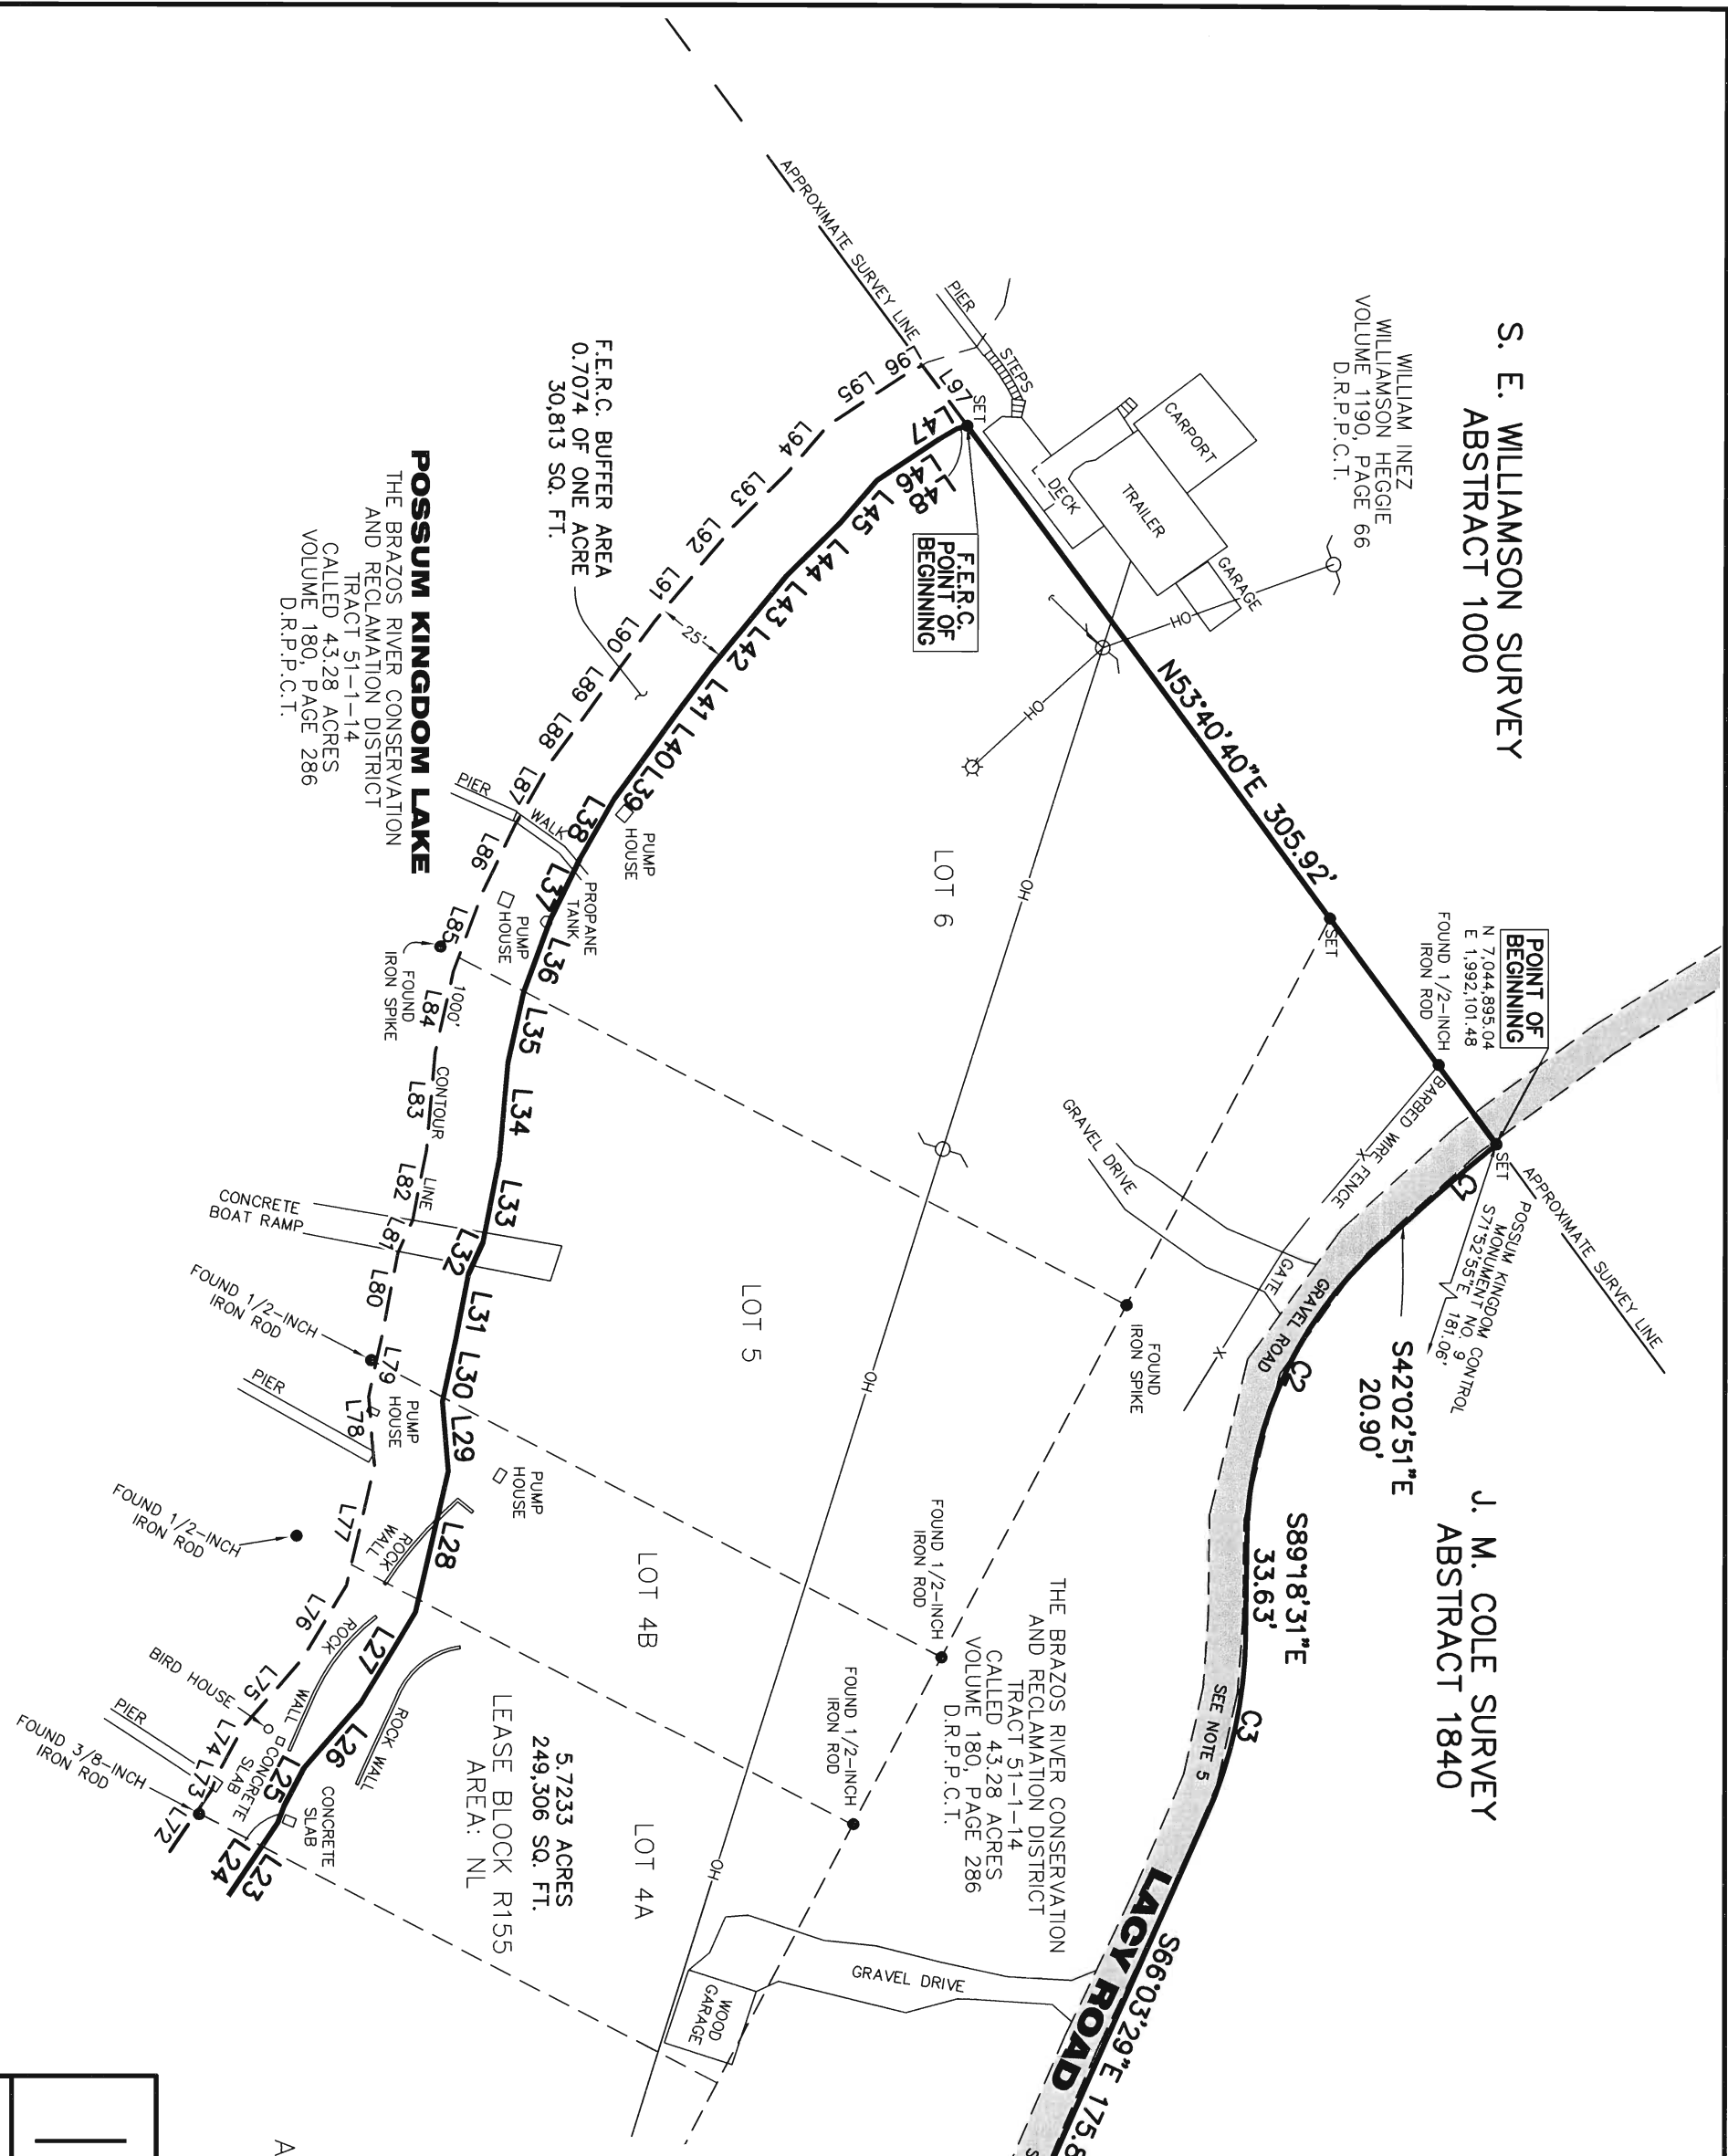 S. E. WILLIAMSON SURVEY
ABSTRACT 1000
WILLIAM INEZ
WILLIAMSON HEGGIE
VOLUME 1190, PAGE 66
D.R.P.P.C.T.
J. M. COLE SURVEY
ABSTRACT 1840
APPROXIMATE SURVEY LINE
POSSUM KINGDOM CONTROL
MONUMENT NO. 9
S71°52'55"E 181.06'
POINT OF
BEGINNING
N 7,044,895.04
E 1,992,101.48
FOUND 1/2-INCH
IRON ROD
SET
C1
S42°02'51"E
20.90'
C2
S89°18'31"E
33.63'
C3
SEE NOTE 5
GRAVEL ROAD
GATE
BARBED WIRE FENCE
X
X
LACY ROAD
S66°03'29"E 175.8
S
N53°40'40"E 305.92'
SET
CARPORT
TRAILER
GARAGE
DECK
STEPS
PIER
SET
OH
OH
OH
OH
OH
F.E.R.C.
POINT OF
BEGINNING
APPROXIMATE SURVEY LINE
GRAVEL DRIVE
FOUND
IRON SPIKE
FOUND 1/2-INCH
IRON ROD
FOUND 1/2-INCH
IRON ROD
THE BRAZOS RIVER CONSERVATION
AND RECLAMATION DISTRICT
TRACT 51-1-14
CALLED 43.28 ACRES
VOLUME 180, PAGE 286
D.R.P.P.C.T.
GRAVEL DRIVE
WOOD
GARAGE
LOT 6
LOT 5
LOT 4B
LOT 4A
5.7233 ACRES
249,306 SQ. FT.
LEASE BLOCK R155
AREA: NL
L97
L96
L95
L94
L93
L92
L91
L90
L89
L88
L87
L86
L85
L84
L83
L82
L81
L80
L79
L78
L77
L76
L75
L74
L73
L72
L48
L47
L46
L45
L44
L43
L42
L41
L40
L39
L38
L37
L36
L35
L34
L33
L32
L31
L30
L29
L28
L27
L26
L25
L24
L23
25'
F.E.R.C. BUFFER AREA
0.7074 OF ONE ACRE
30,813 SQ. FT.
PUMP
HOUSE
PROPANE
TANK
PUMP
HOUSE
WALK
PIER
FOUND
IRON SPIKE
1000' CONTOUR LINE
CONCRETE
BOAT RAMP
FOUND 1/2-INCH
IRON ROD
PIER
PUMP
HOUSE
PUMP
HOUSE
ROCK
WALL
FOUND 1/2-INCH
IRON ROD
ROCK WALL
ROCK WALL
BIRD HOUSE
PIER
CONCRETE
SLAB
CONCRETE
SLAB
FOUND 3/8-INCH
IRON ROD
POSSUM KINGDOM LAKE
THE BRAZOS RIVER CONSERVATION
AND RECLAMATION DISTRICT
TRACT 51-1-14
CALLED 43.28 ACRES
VOLUME 180, PAGE 286
D.R.P.P.C.T.
A